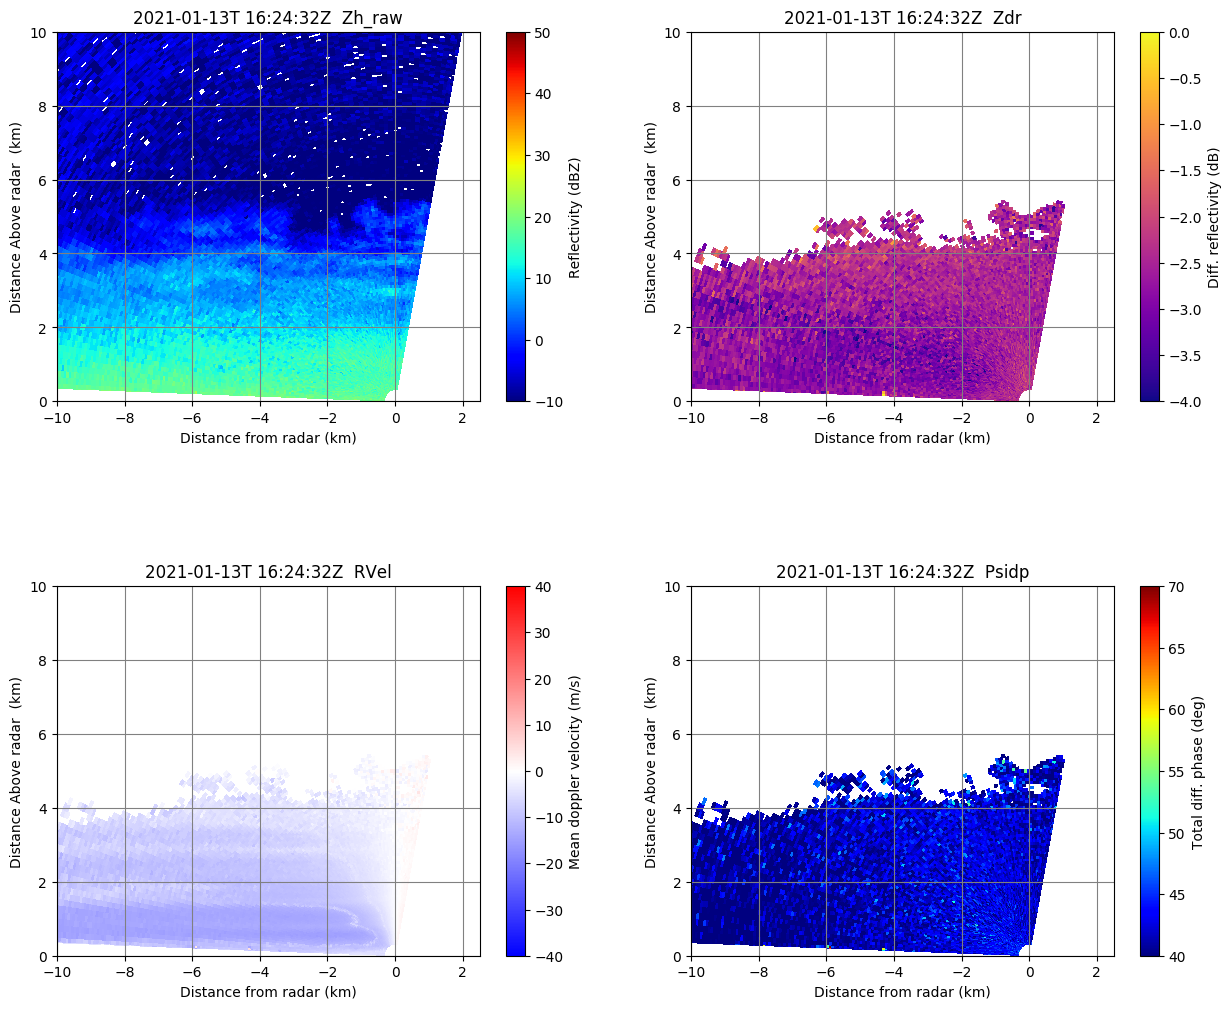 2021-01-13T 16:24:32Z  Zh_raw
10
8
6
4
2
0
Distance Above radar  (km)
−10 −8 −6 −4 −2 0 2
Distance from radar (km)
50
40
30
20
10
0
−10
Reflectivity (dBZ)
2021-01-13T 16:24:32Z  Zdr
10
8
6
4
2
0
Distance Above radar  (km)
−10 −8 −6 −4 −2 0 2
Distance from radar (km)
0.0
−0.5
−1.0
−1.5
−2.0
−2.5
−3.0
−3.5
−4.0
Diff. reflectivity (dB)
2021-01-13T 16:24:32Z  RVel
10
8
6
4
2
0
Distance Above radar  (km)
−10 −8 −6 −4 −2 0 2
Distance from radar (km)
40
30
20
10
0
−10
−20
−30
−40
Mean doppler velocity (m/s)
2021-01-13T 16:24:32Z  Psidp
10
8
6
4
2
0
Distance Above radar  (km)
−10 −8 −6 −4 −2 0 2
Distance from radar (km)
70
65
60
55
50
45
40
Total diff. phase (deg)